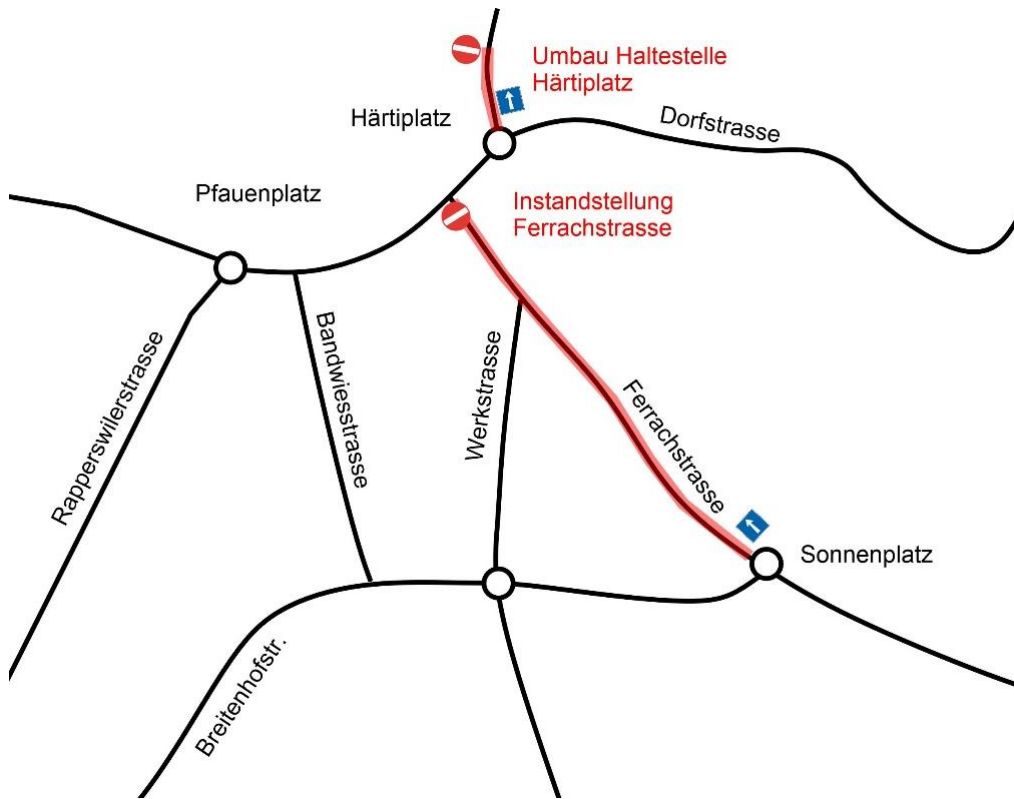 Umbau Haltestelle
Härtiplatz
Härtiplatz
Dorfstrasse
Pfauenplatz
Instandstellung
Ferrachstrasse
Rapperswilerstrasse
Bandwiesstrasse
Werkstrasse
Ferrachstrasse
Sonnenplatz
Breitenhofstr.